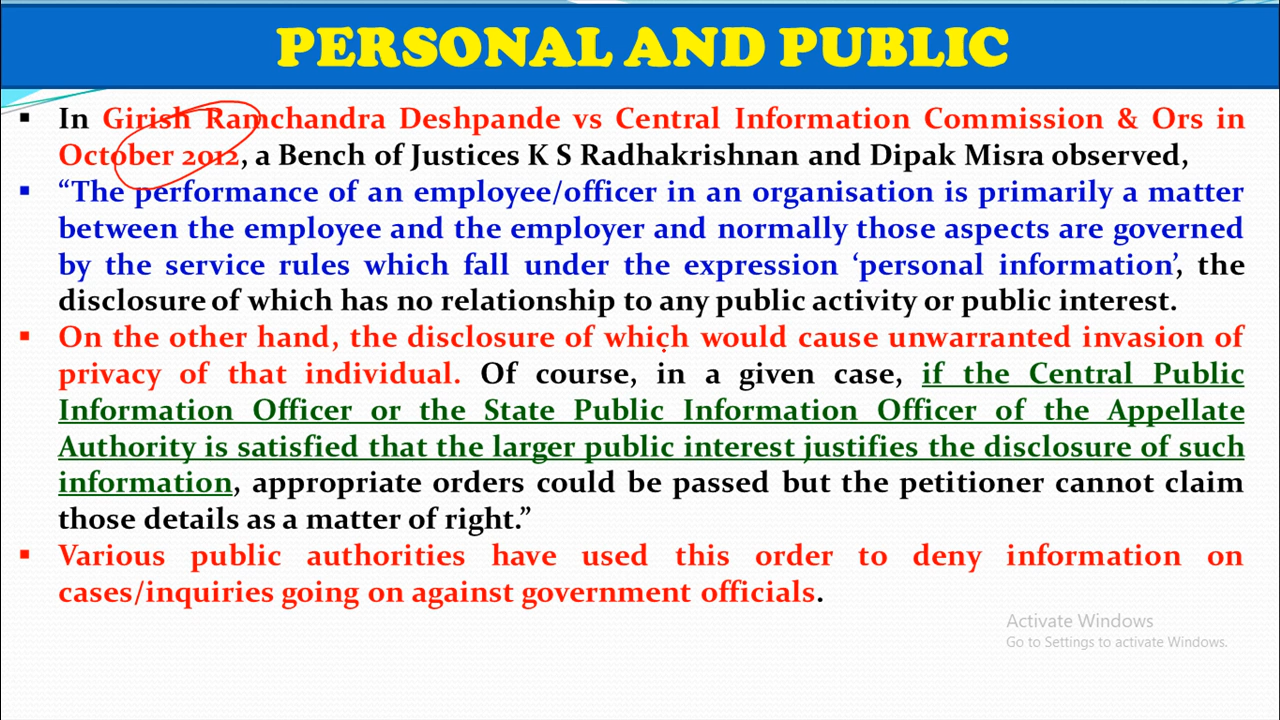 PERSONAL AND PUBLIC
▪ In Girish Ramchandra Deshpande vs Central Information Commission & Ors in
October 2012, a Bench of Justices K S Radhakrishnan and Dipak Misra observed,
▪ “The performance of an employee/officer in an organisation is primarily a matter
between the employee and the employer and normally those aspects are governed
by the service rules which fall under the expression ‘personal information’, the
disclosure of which has no relationship to any public activity or public interest.
▪ On the other hand, the disclosure of which would cause unwarranted invasion of
privacy of that individual. Of course, in a given case, if the Central Public
Information Officer or the State Public Information Officer of the Appellate
Authority is satisfied that the larger public interest justifies the disclosure of such
information, appropriate orders could be passed but the petitioner cannot claim
those details as a matter of right.”
▪ Various public authorities have used this order to deny information on
cases/inquiries going on against government officials.
Activate Windows
Go to Settings to activate Windows.